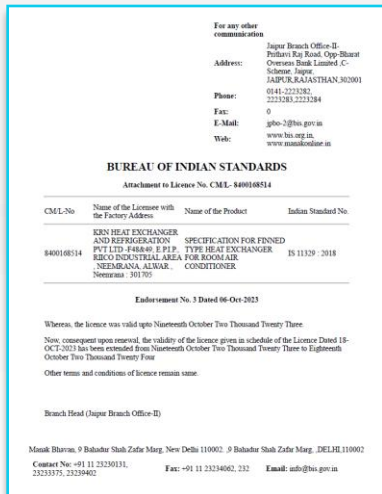 For any other
communication
Address:
Jaipur Branch Office-II-
Prithavi Raj Road, Opp-Bharat
Overseas Bank Limited ,C-
Scheme, Jaipur,
JAIPUR,RAJASTHAN,302001
Phone:
0141-2223282,
2223283,2223284
Fax:
0
E-Mail:
jpbo-2@bis.gov.in
Web:
www.bis.org.in,
www.manakonline.in
BUREAU OF INDIAN STANDARDS
Attachment to Licence No. CM/L- 8400168514
CM/L-No
Name of the Licensee with
the Factory Address
Name of the Product
Indian Standard No.
8400168514
KRN HEAT EXCHANGER
AND REFRIGERATION
PVT LTD -F48&49, E.P.I.P.,
RIICO INDUSTRIAL AREA
, NEEMRANA, ALWAR ,
Neemrana : 301705
SPECIFICATION FOR FINNED
TYPE HEAT EXCHANGER
FOR ROOM AIR
CONDITIONER
IS 11329 : 2018
Endorsement No. 3 Dated 06-Oct-2023
Whereas, the licence was valid upto Nineteenth October Two Thousand Twenty Three.
Now, consequent upon renewal, the validity of the licence given in schedule of the Licence Dated 18-
OCT-2023 has been extended from Nineteenth October Two Thousand Twenty Three to Eighteenth
October Two Thousand Twenty Four
Other terms and conditions of licence remain same.
Branch Head (Jaipur Branch Office-II)
Manak Bhavan, 9 Bahadur Shah Zafar Marg, New Delhi 110002. ,9 Bahadur Shah Zafar Marg, ,DELHI,110002
Contact No: +91 11 23230131,
23233375, 23239402
Fax: +91 11 23234062, 232
Email: info@bis.gov.in